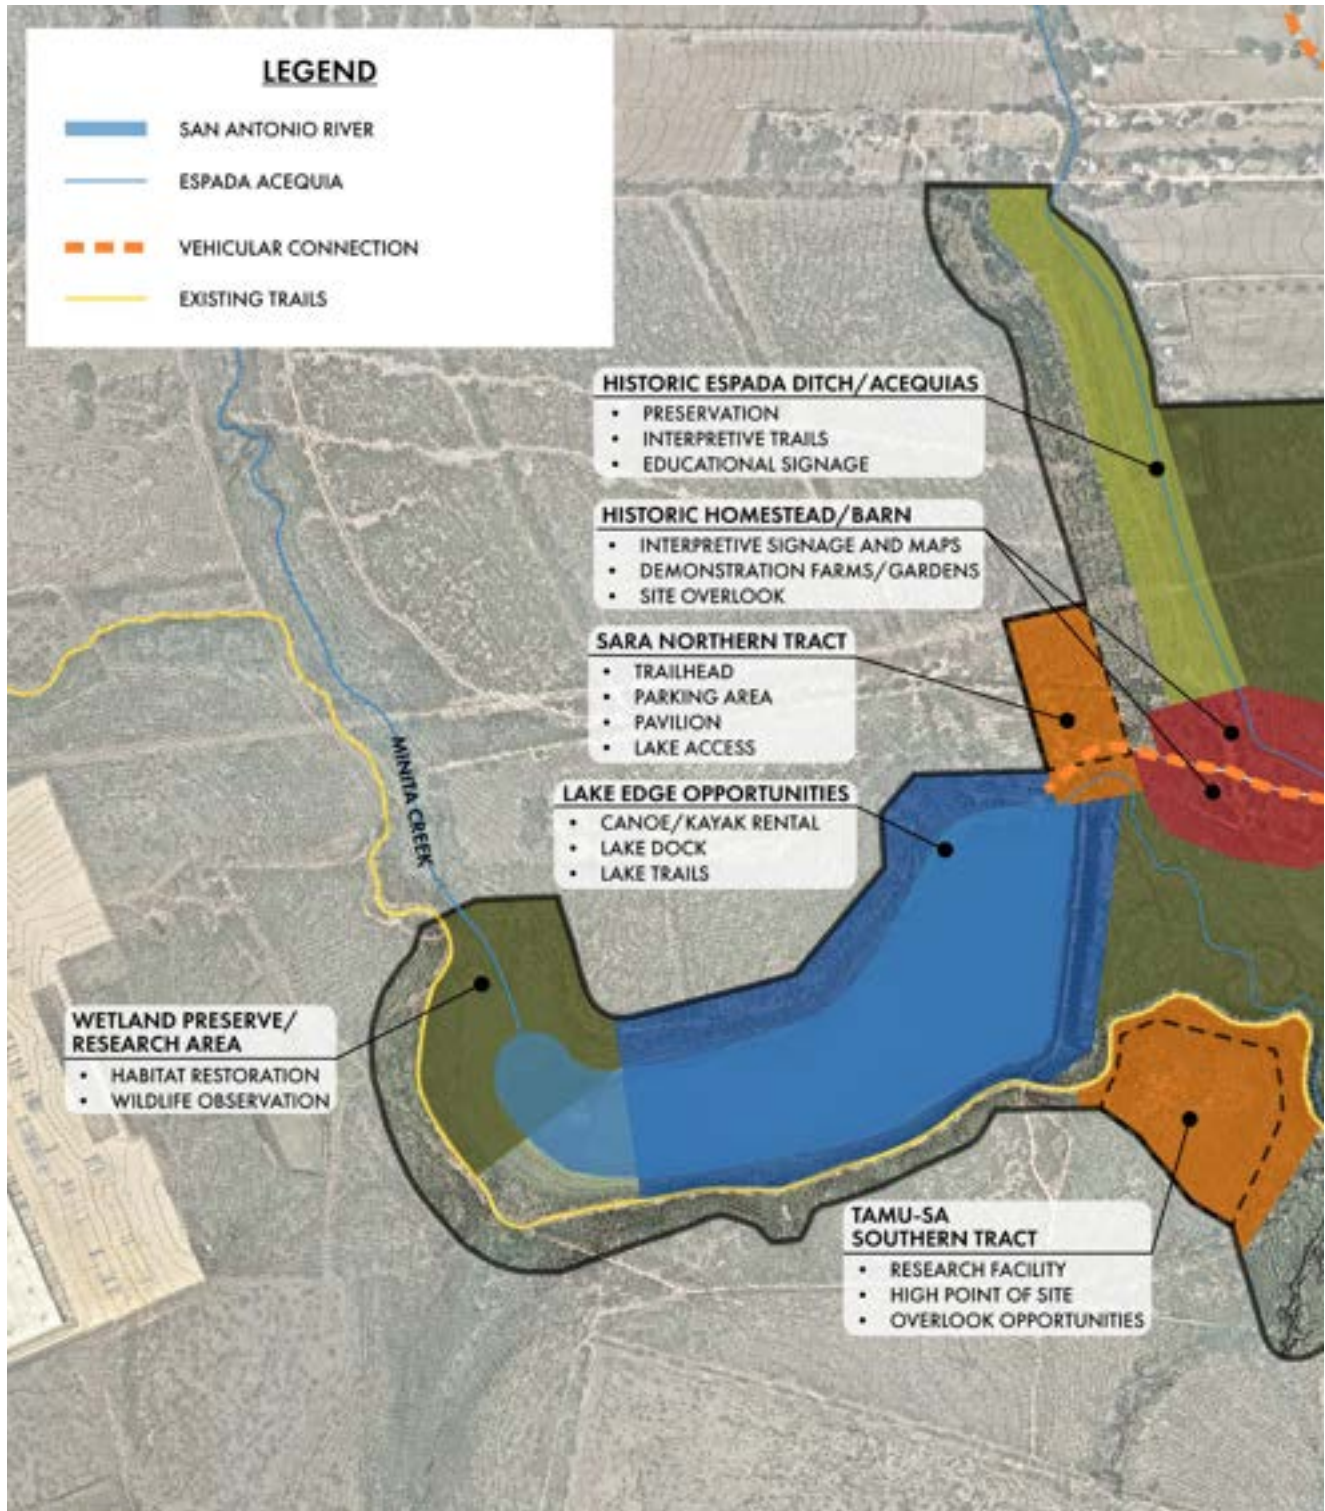 LEGEND
SAN ANTONIO RIVER
ESPADA ACEQUIA
VEHICULAR CONNECTION
EXISTING TRAILS
HISTORIC ESPADA DITCH/ACEQUIAS
• PRESERVATION
• INTERPRETIVE TRAILS
• EDUCATIONAL SIGNAGE
HISTORIC HOMESTEAD/BARN
• INTERPRETIVE SIGNAGE AND MAPS
• DEMONSTRATION FARMS/GARDENS
• SITE OVERLOOK
SARA NORTHERN TRACT
• TRAILHEAD
• PARKING AREA
• PAVILION
• LAKE ACCESS
MINITA CREEK
LAKE EDGE OPPORTUNITIES
• CANOE/KAYAK RENTAL
• LAKE DOCK
• LAKE TRAILS
WETLAND PRESERVE/
RESEARCH AREA
• HABITAT RESTORATION
• WILDLIFE OBSERVATION
TAMU-SA
SOUTHERN TRACT
• RESEARCH FACILITY
• HIGH POINT OF SITE
• OVERLOOK OPPORTUNITIES